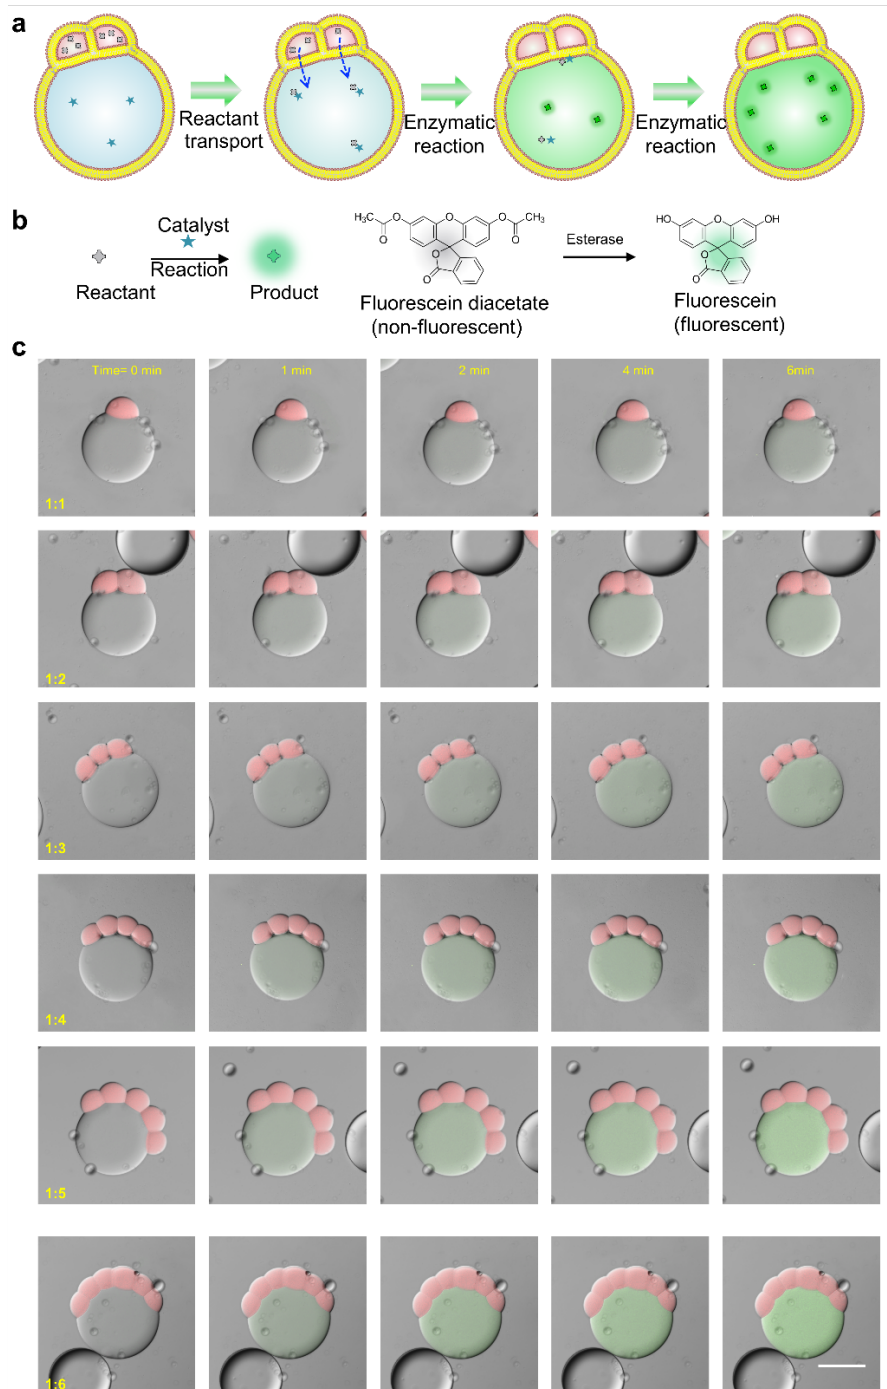 a
Reactant
transport
Enzymatic
reaction
Enzymatic
reaction
b
Catalyst
Reaction
Reactant
Product
H₃C
O
O
O
O
O
CH₃
O
O
Fluorescein diacetate
(non-fluorescent)
Esterase
HO
O
OH
O
O
Fluorescein
(fluorescent)
c
Time= 0 min
1 min
2 min
4 min
6min
1:1
1:2
1:3
1:4
1:5
1:6